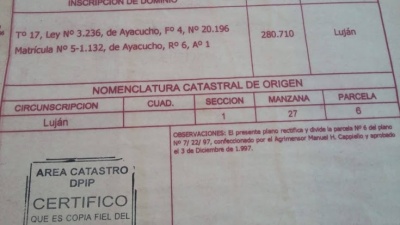 INSCRIPCION DE DOMINIO
Tº 17, Ley Nº 3.236, de Ayacucho, Fº 4, Nº 20.196
Matrícula Nº 5-1.132, de Ayacucho, Rº 6, Aº 1
280.710
Luján
NOMENCLATURA CATASTRAL DE ORIGEN
CIRCUNSCRIPCION CUAD. SECCION MANZANA PARCELA
Luján 1 27 6
OBSERVACIONES: El presente plano rectifica y divide la parcela Nº 6 del plano
Nº 7/ 22/ 97, confeccionado por el Agrimensor Manuel H. Cappiello y aprobado
el 3 de Diciembre de 1.997.
AREA CATASTRO
DPIP
CERTIFICO
QUE ES COPIA FIEL DEL